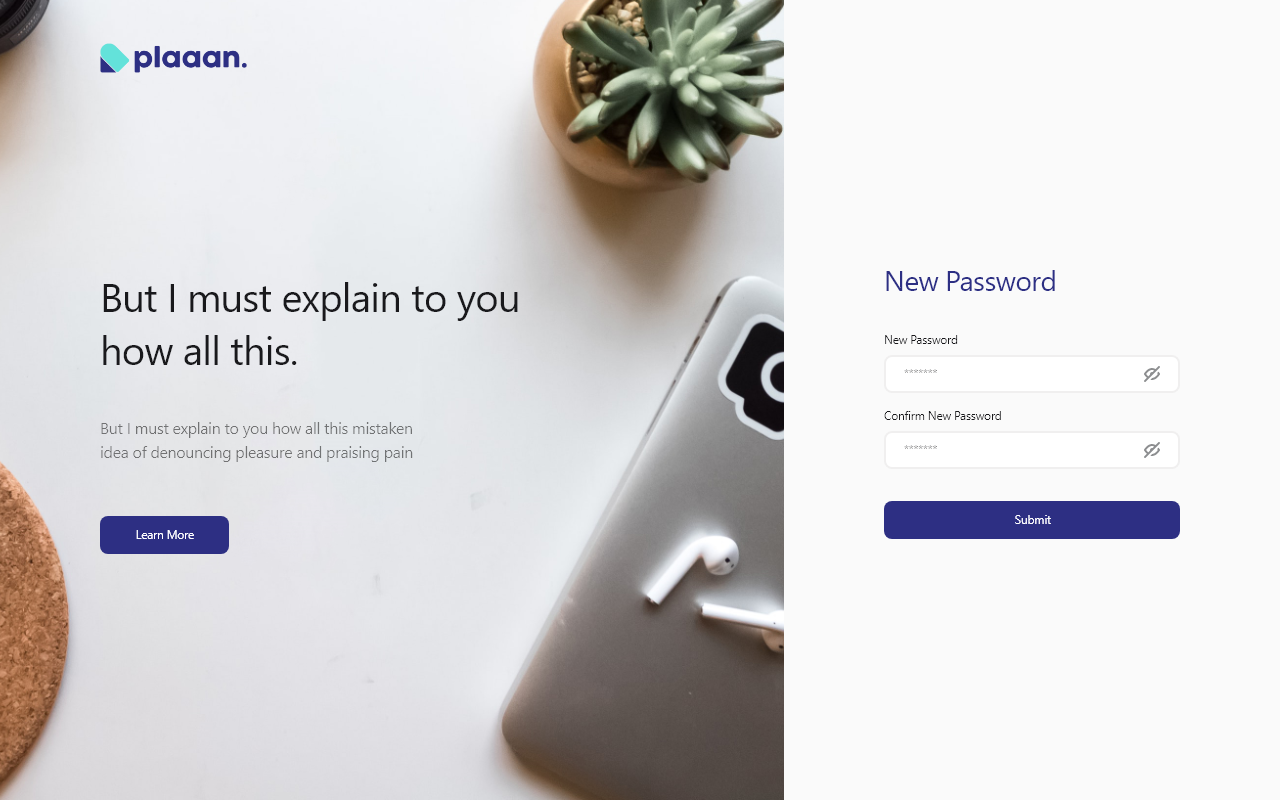 plaaan.
But I must explain to you
how all this.
But I must explain to you how all this mistaken
idea of denouncing pleasure and praising pain
Learn More
New Password
New Password
*******
Confirm New Password
*******
Submit